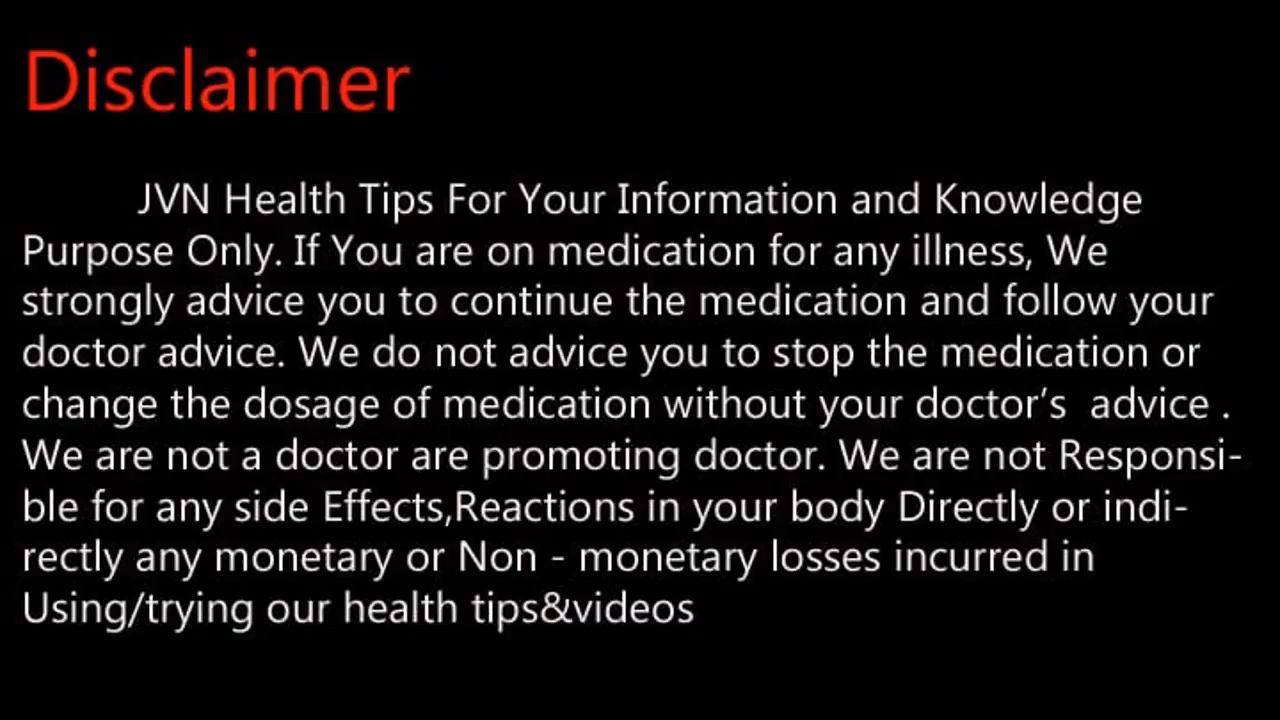 Disclaimer
JVN Health Tips For Your Information and Knowledge
Purpose Only. If You are on medication for any illness, We
strongly advice you to continue the medication and follow your
doctor advice. We do not advice you to stop the medication or
change the dosage of medication without your doctor’s  advice .
We are not a doctor are promoting doctor. We are not Responsi-
ble for any side Effects,Reactions in your body Directly or indi-
rectly any monetary or Non - monetary losses incurred in
Using/trying our health tips&videos